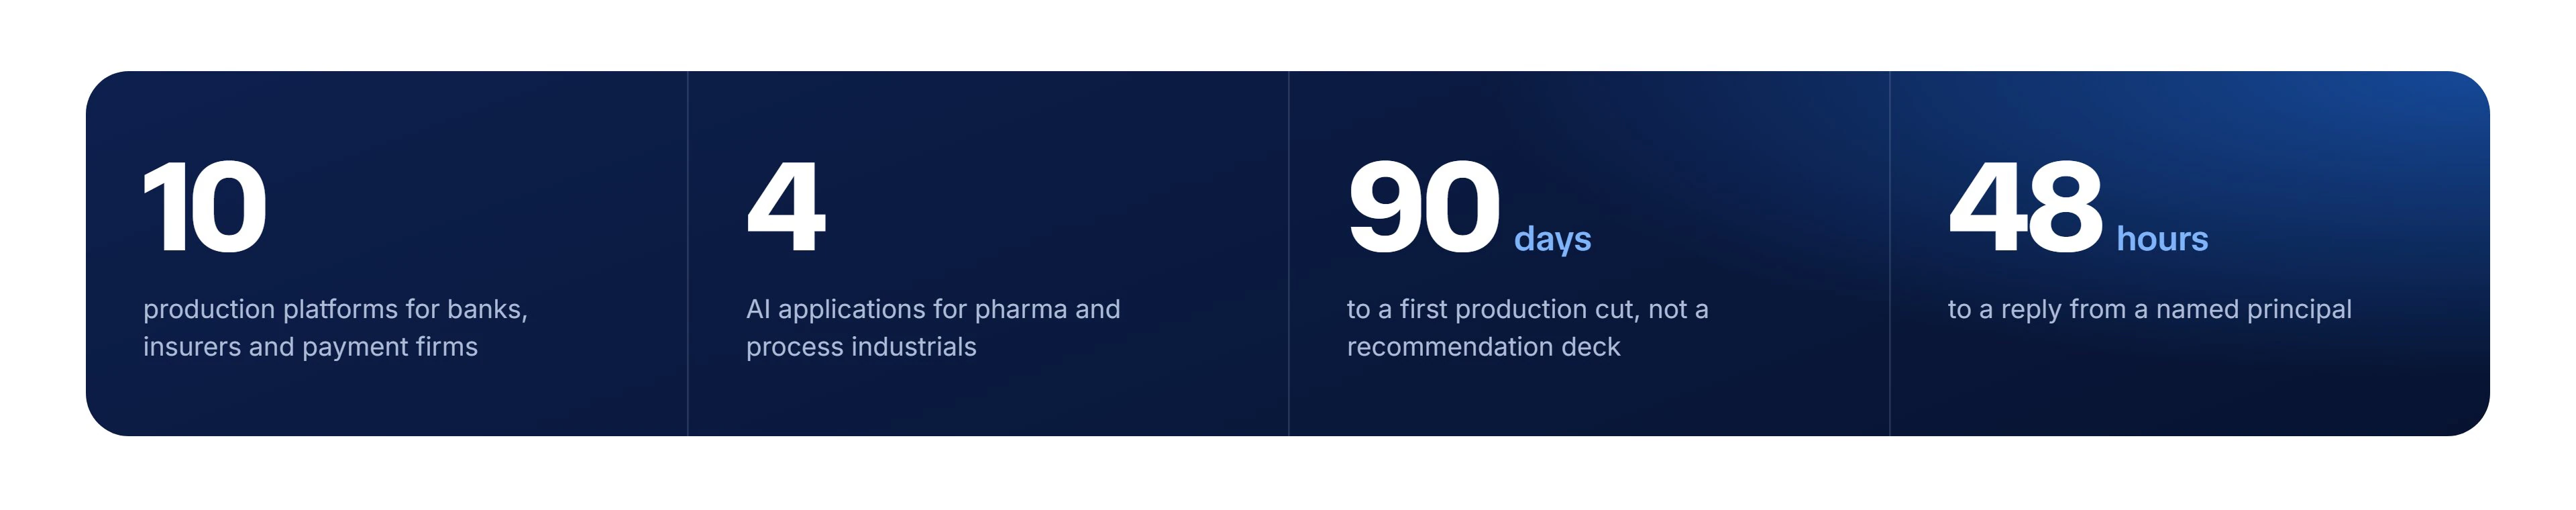 10
production platforms for banks,
insurers and payment firms
4
AI applications for pharma and
process industrials
90 days
to a first production cut, not a
recommendation deck
48 hours
to a reply from a named principal